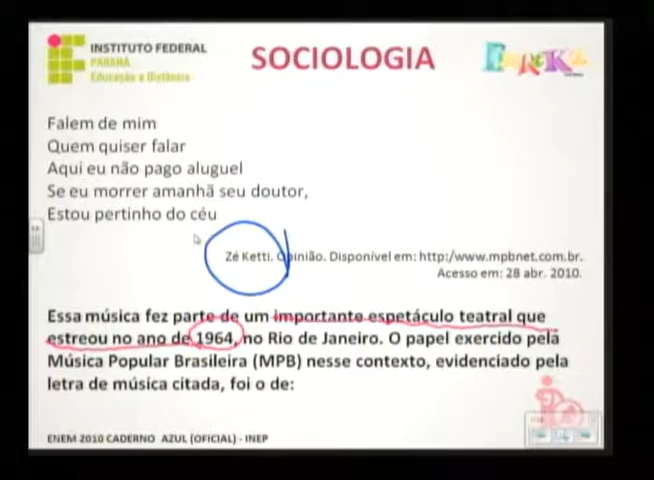 INSTITUTO FEDERAL
PARANÁ
Educação a Distância
SOCIOLOGIA
EUREKA
Falem de mim
Quem quiser falar
Aqui eu não pago aluguel
Se eu morrer amanhã seu doutor,
Estou pertinho do céu
Zé Ketti. Opinião. Disponível em: http:/www.mpbnet.com.br.
Acesso em: 28 abr. 2010.
Essa música fez parte de um importante espetáculo teatral que
estreou no ano de 1964, no Rio de Janeiro. O papel exercido pela
Música Popular Brasileira (MPB) nesse contexto, evidenciado pela
letra de música citada, foi o de:
ENEM 2010 CADERNO AZUL (OFICIAL) - INEP